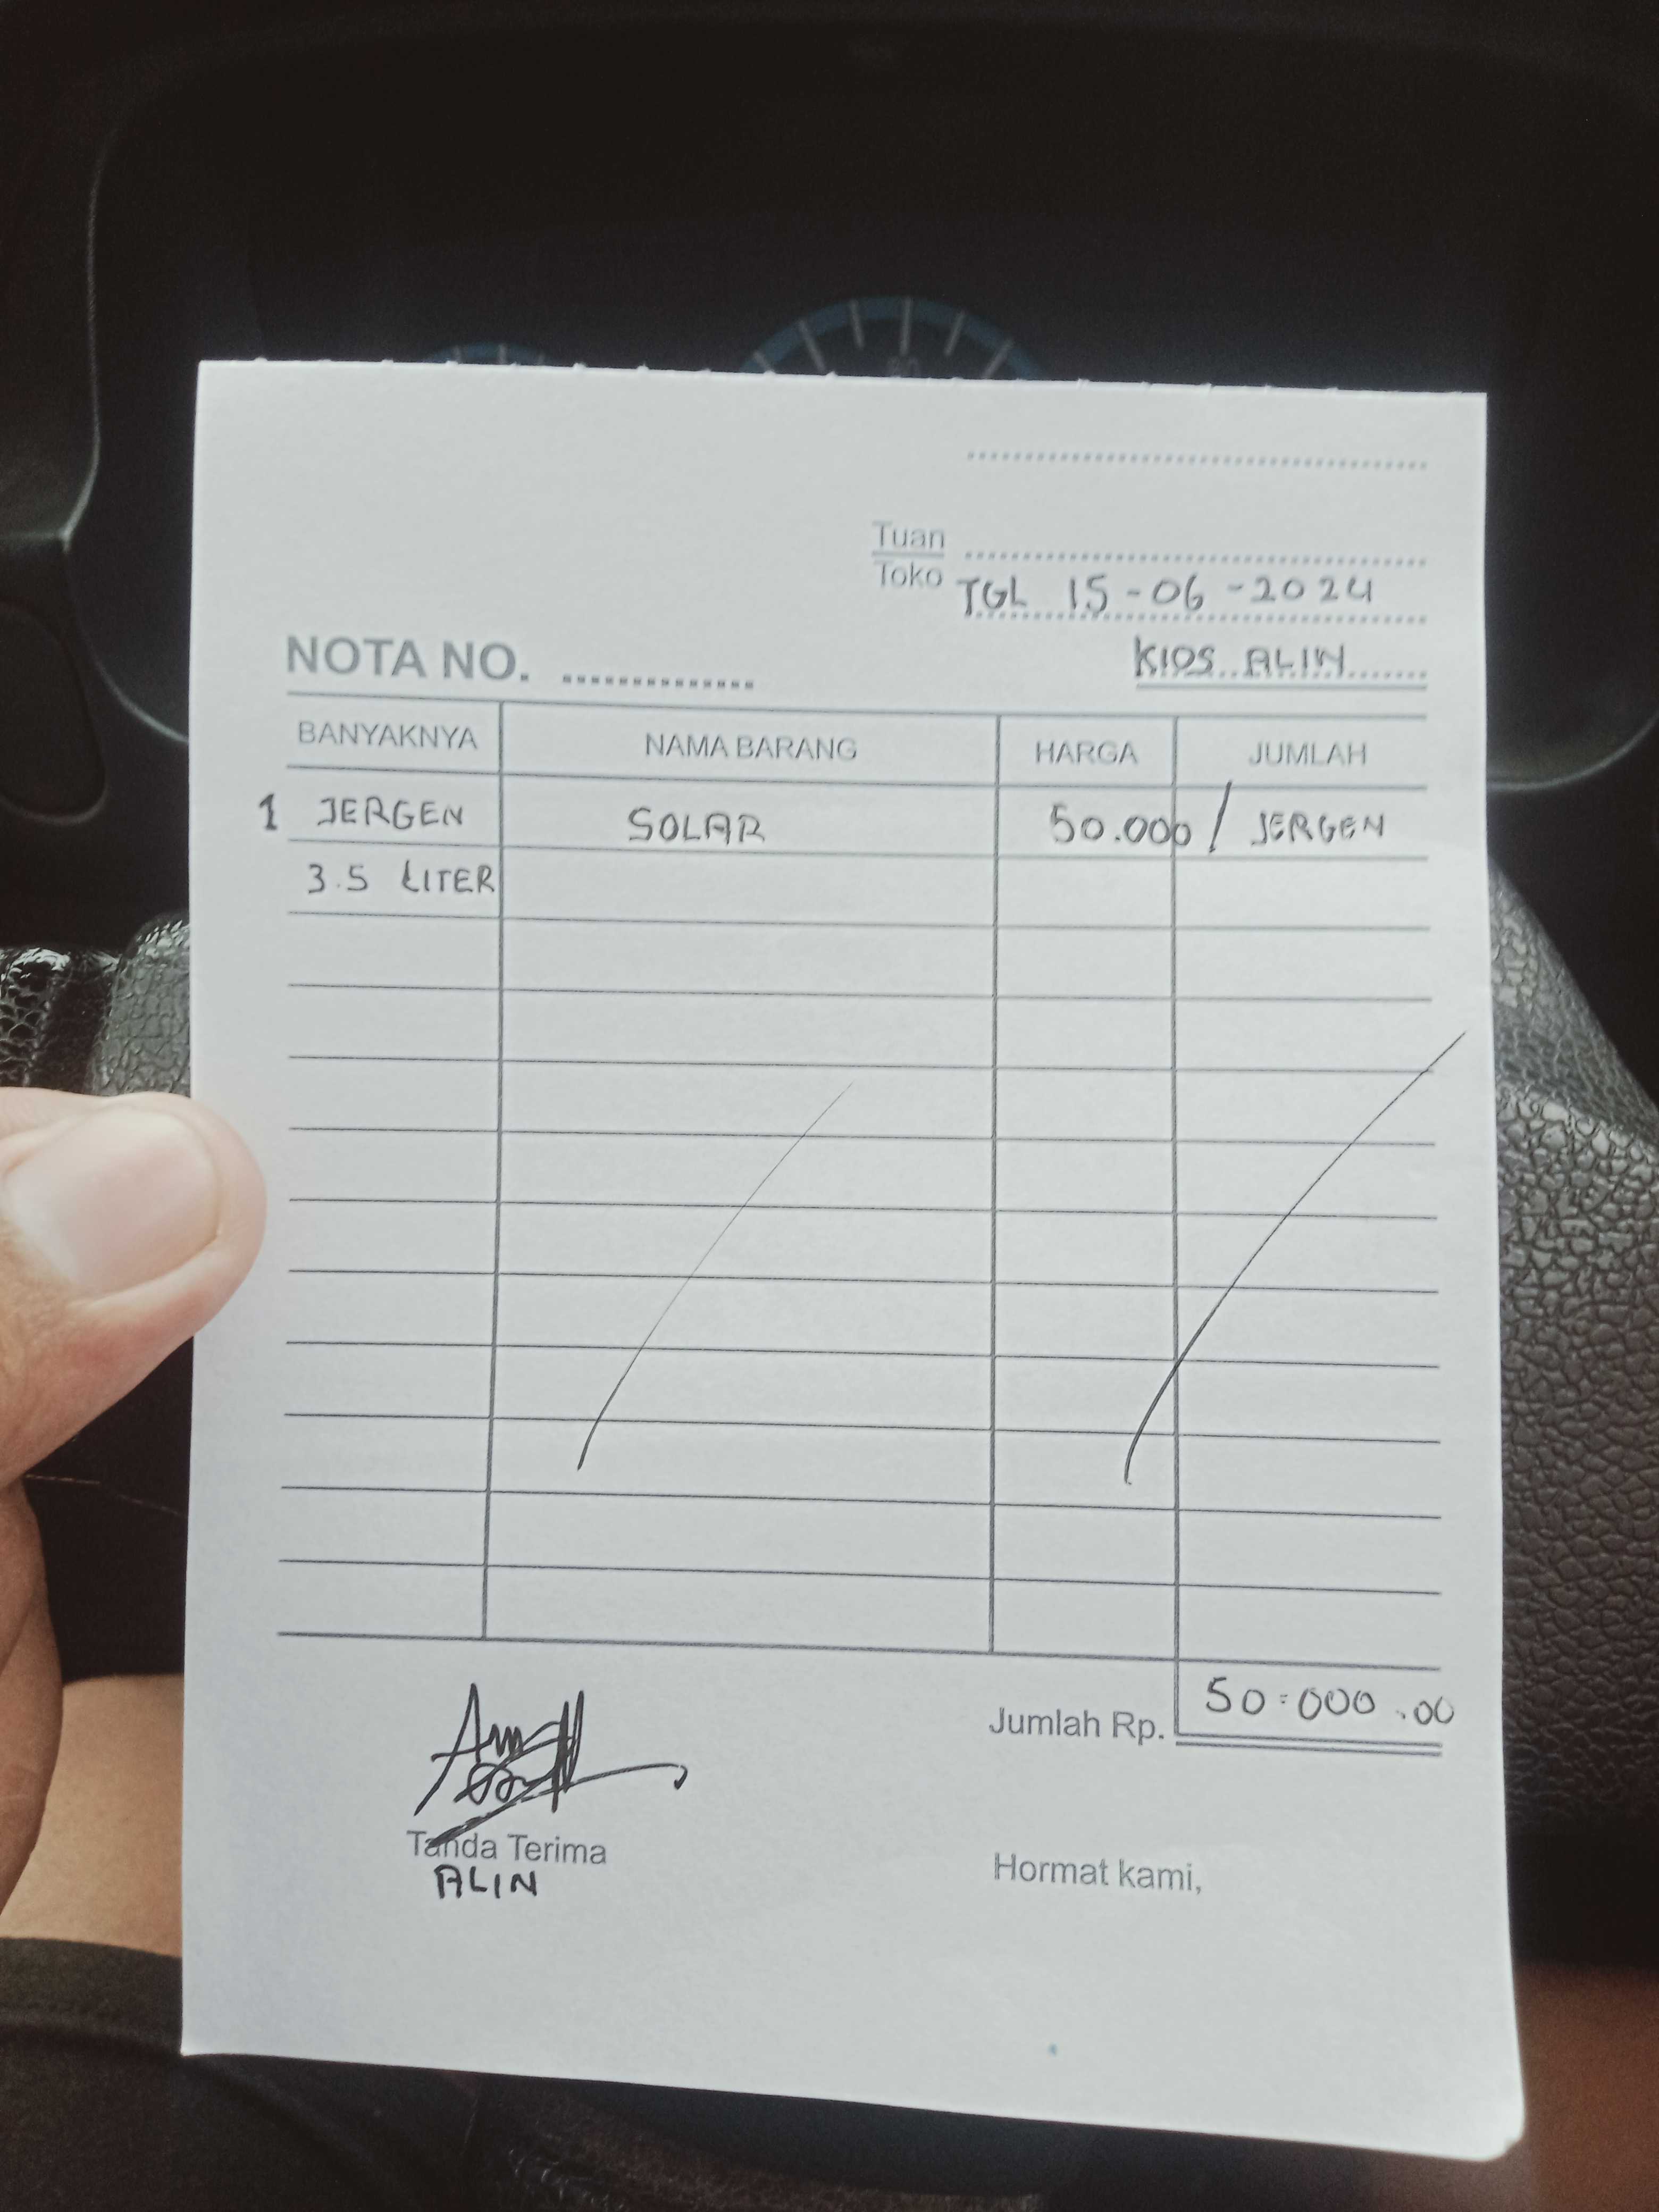 Tuan
Toko TGL 15-06-2024
NOTA NO. KIOS ALIN
BANYAKNYA NAMA BARANG HARGA JUMLAH
1 JERGEN SOLAR 50.000 / JERGEN
3.5 LITER
Jumlah Rp. 50.000.00
Tanda Terima
ALIN
Hormat kami,